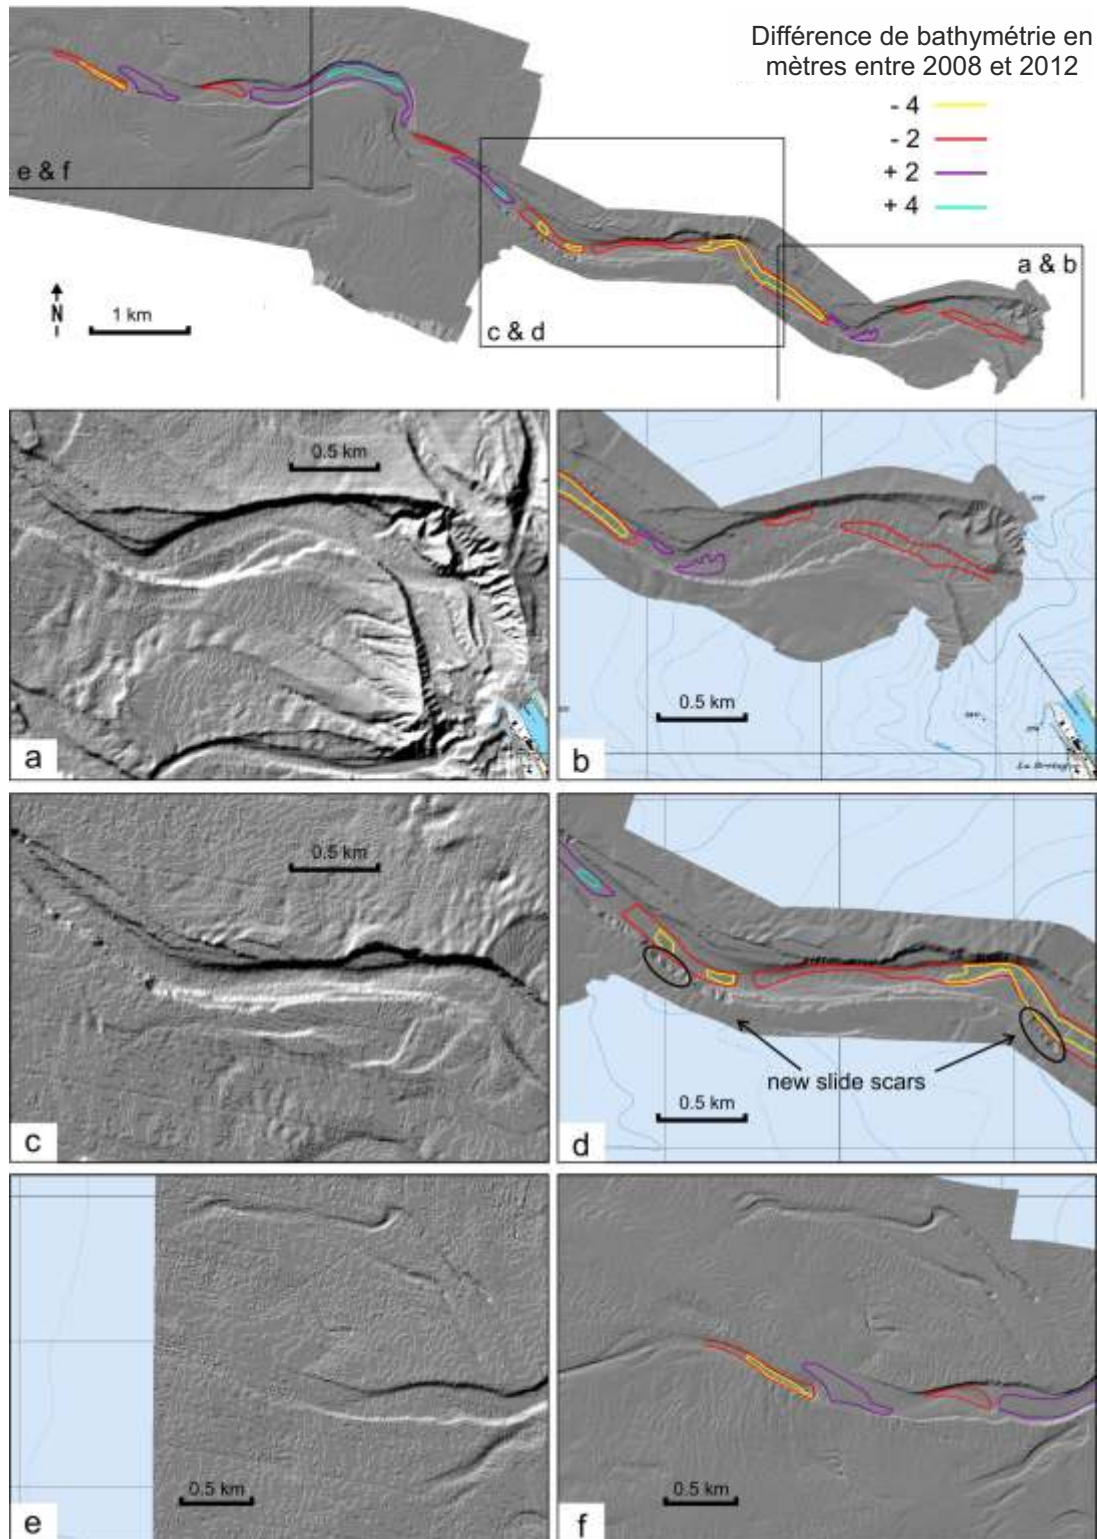 Différence de bathymétrie en
mètres entre 2008 et 2012
- 4
- 2
+ 2
+ 4
e & f
c & d
a & b
N
1 km
0.5 km
a
0.5 km
b
0.5 km
c
new slide scars
0.5 km
d
0.5 km
e
0.5 km
f